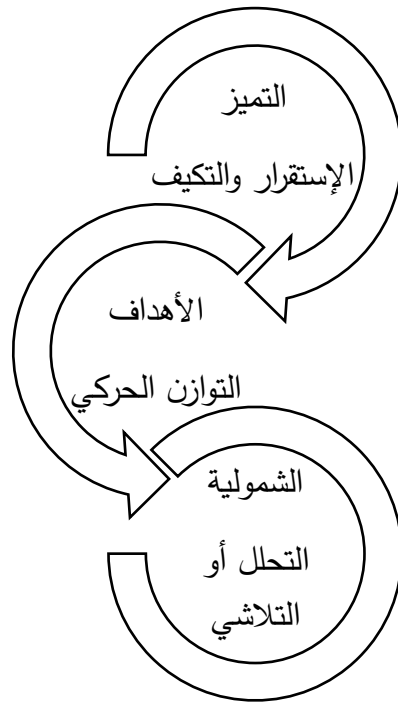 التميز
الإستقرار والتكيف
الأهداف
التوازن الحركي
الشمولية
التحلل أو
التلاشي